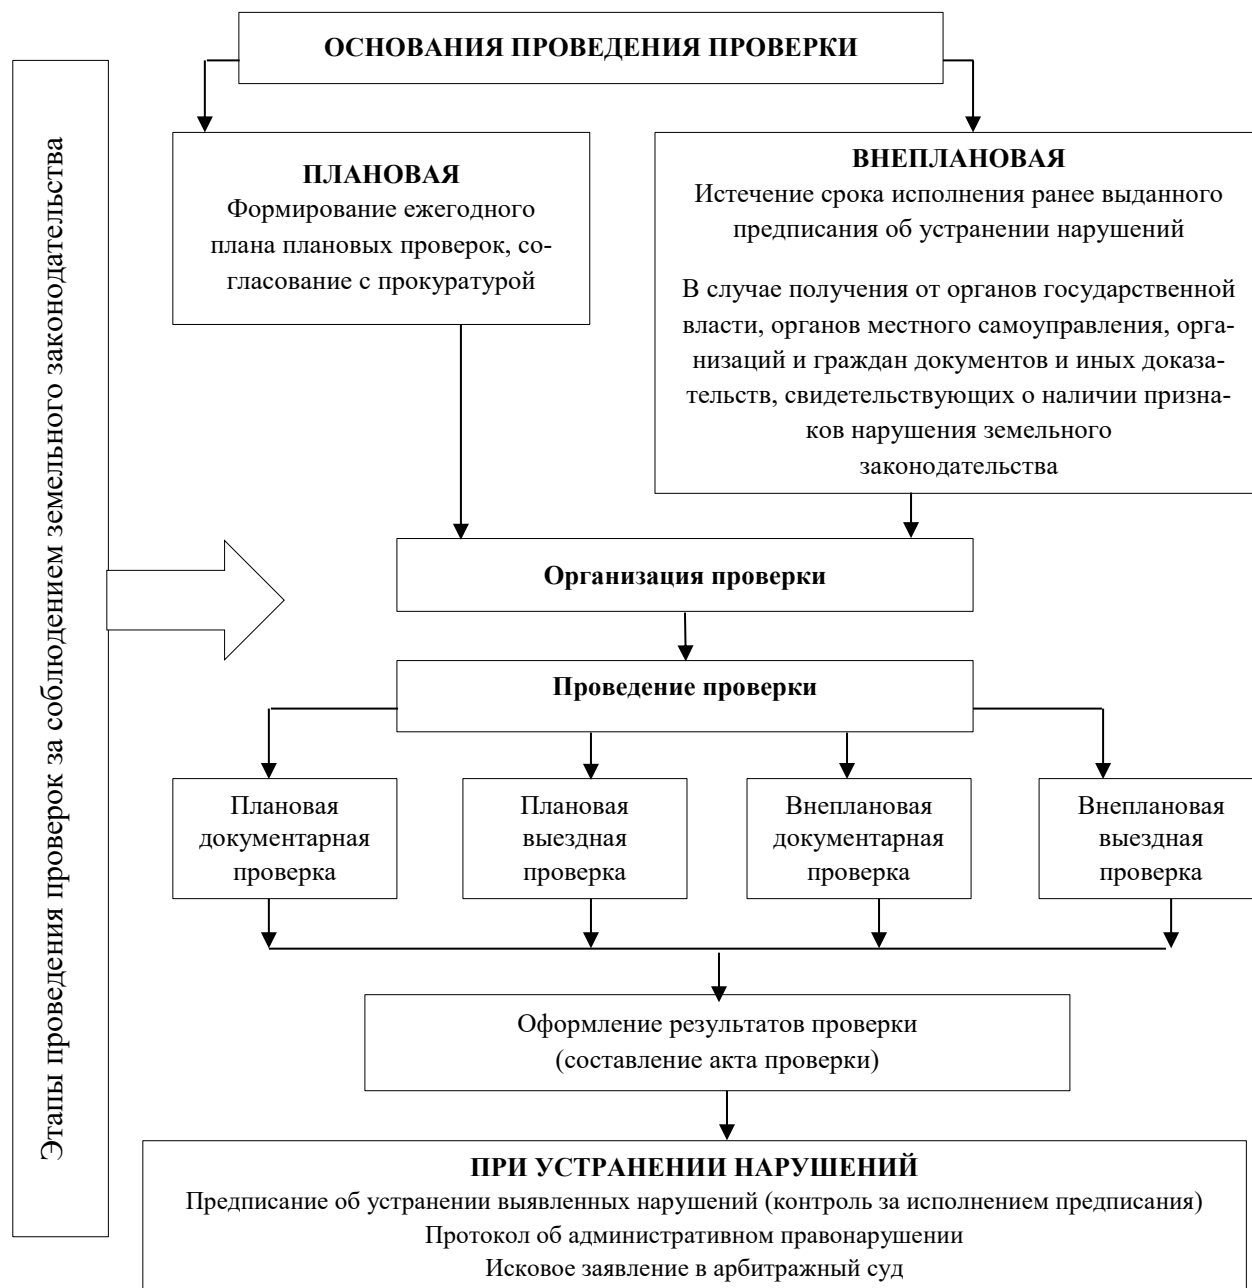 Этапы проведения проверок за соблюдением земельного законодательства
ОСНОВАНИЯ ПРОВЕДЕНИЯ ПРОВЕРКИ
ПЛАНОВАЯ
Формирование ежегодного
плана плановых проверок, со-
гласование с прокуратурой
ВНЕПЛАНОВАЯ
Истечение срока исполнения ранее выданного
предписания об устранении нарушений
В случае получения от органов государственной
власти, органов местного самоуправления, орга-
низаций и граждан документов и иных доказа-
тельств, свидетельствующих о наличии призна-
ков нарушения земельного
законодательства
Организация проверки
Проведение проверки
Плановая
документарная
проверка
Плановая
выездная
проверка
Внеплановая
документарная
проверка
Внеплановая
выездная
проверка
Оформление результатов проверки
(составление акта проверки)
ПРИ УСТРАНЕНИИ НАРУШЕНИЙ
Предписание об устранении выявленных нарушений (контроль за исполнением предписания)
Протокол об административном правонарушении
Исковое заявление в арбитражный суд